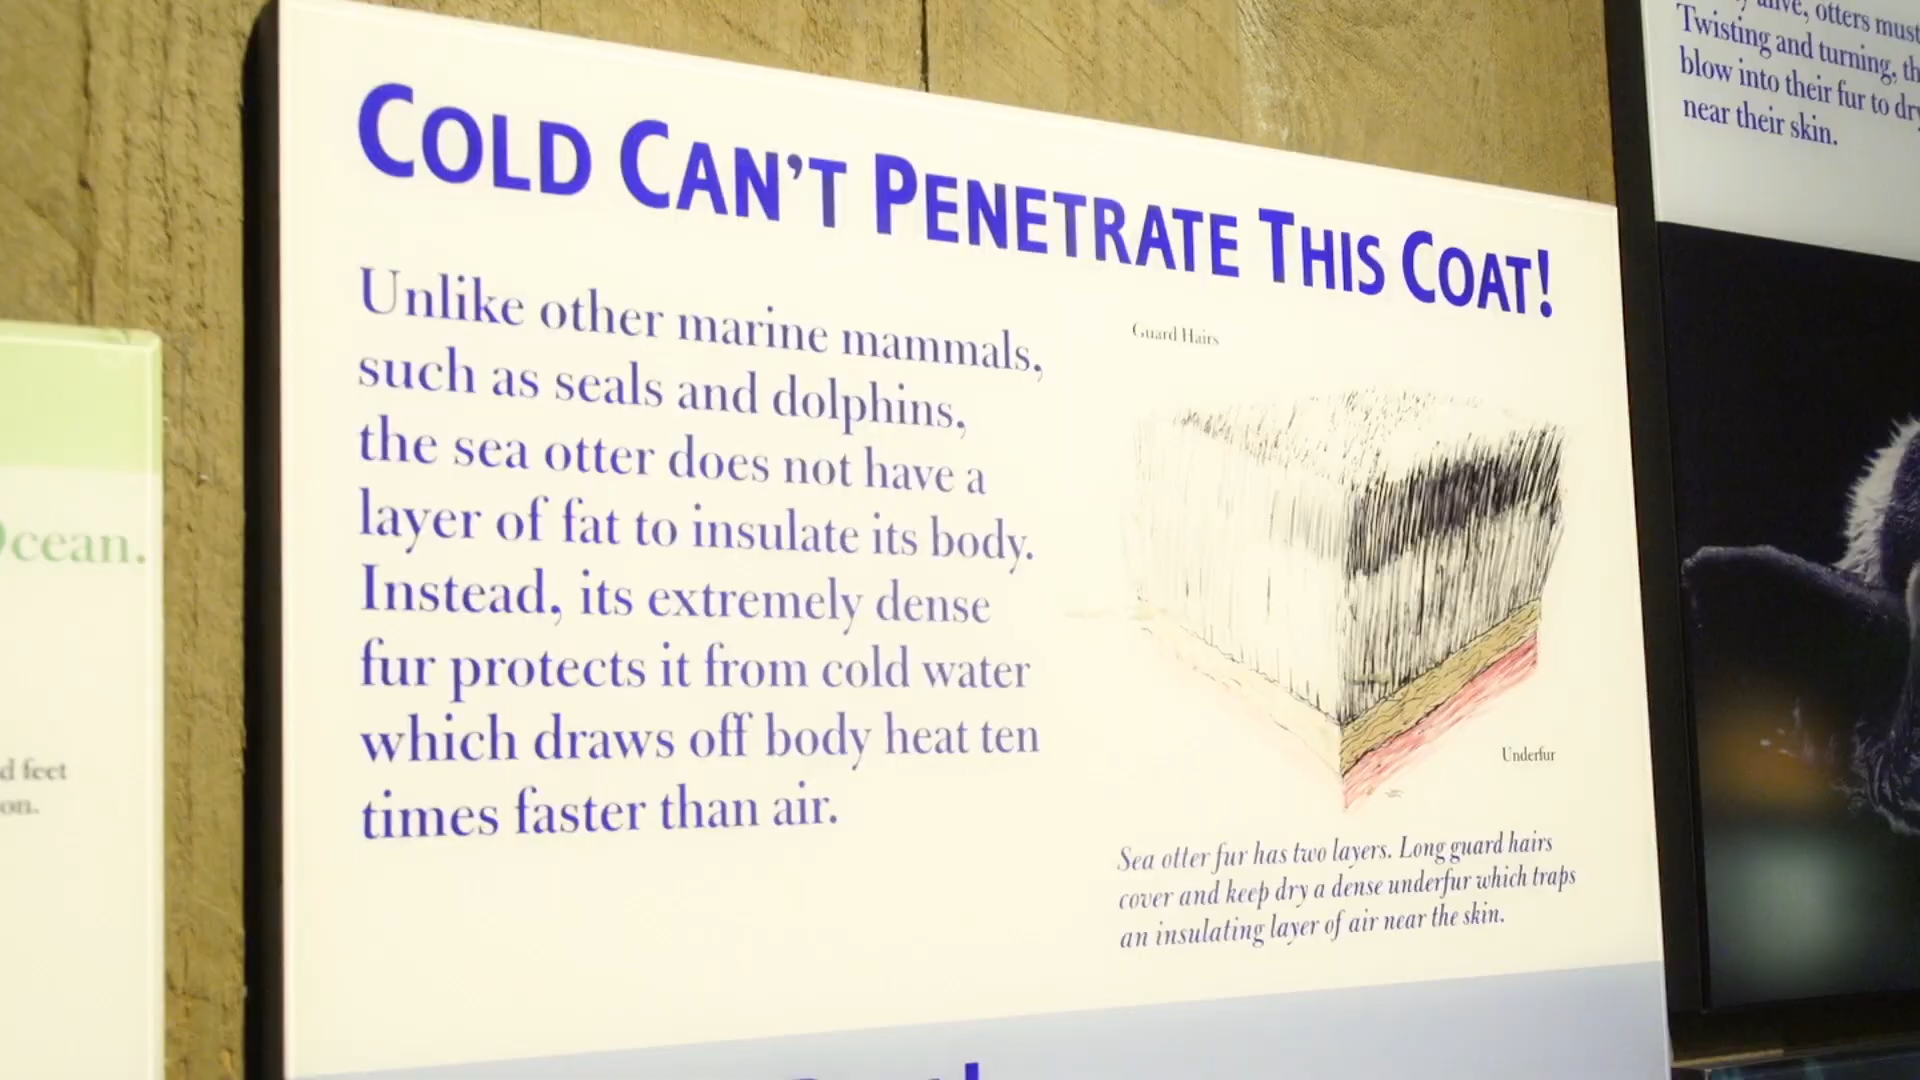 COLD CAN'T PENETRATE THIS COAT!
Unlike other marine mammals,
such as seals and dolphins,
the sea otter does not have a
layer of fat to insulate its body.
Instead, its extremely dense
fur protects it from cold water
which draws off body heat ten
times faster than air.
Guard Hairs
Underfur
Sea otter fur has two layers. Long guard hairs
cover and keep dry a dense underfur which traps
an insulating layer of air near the skin.
alive, otters must
Twisting and turning,
blow into their fur to
near their skin.
feet